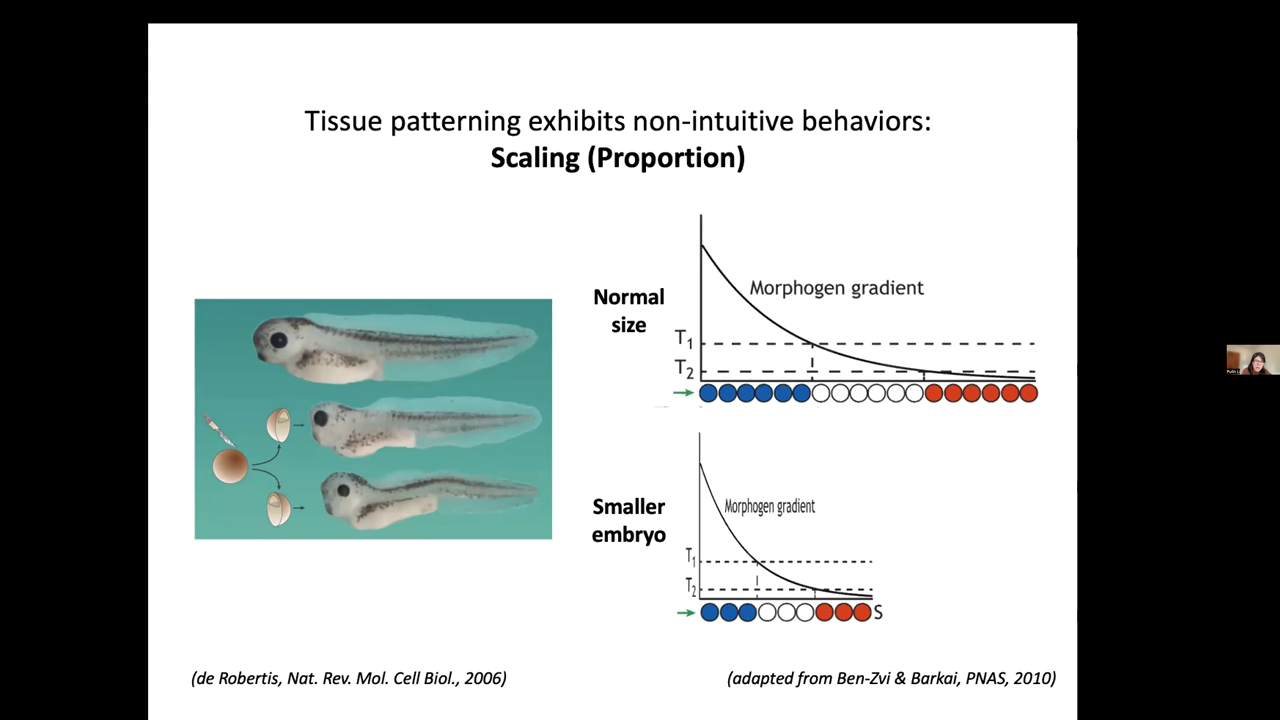 Tissue patterning exhibits non-intuitive behaviors:
Scaling (Proportion)
Normal
size
Morphogen gradient
T1
T2
Smaller
embryo
Morphogen gradient
T1
T2
S
(de Robertis, Nat. Rev. Mol. Cell Biol., 2006)
(adapted from Ben-Zvi & Barkai, PNAS, 2010)